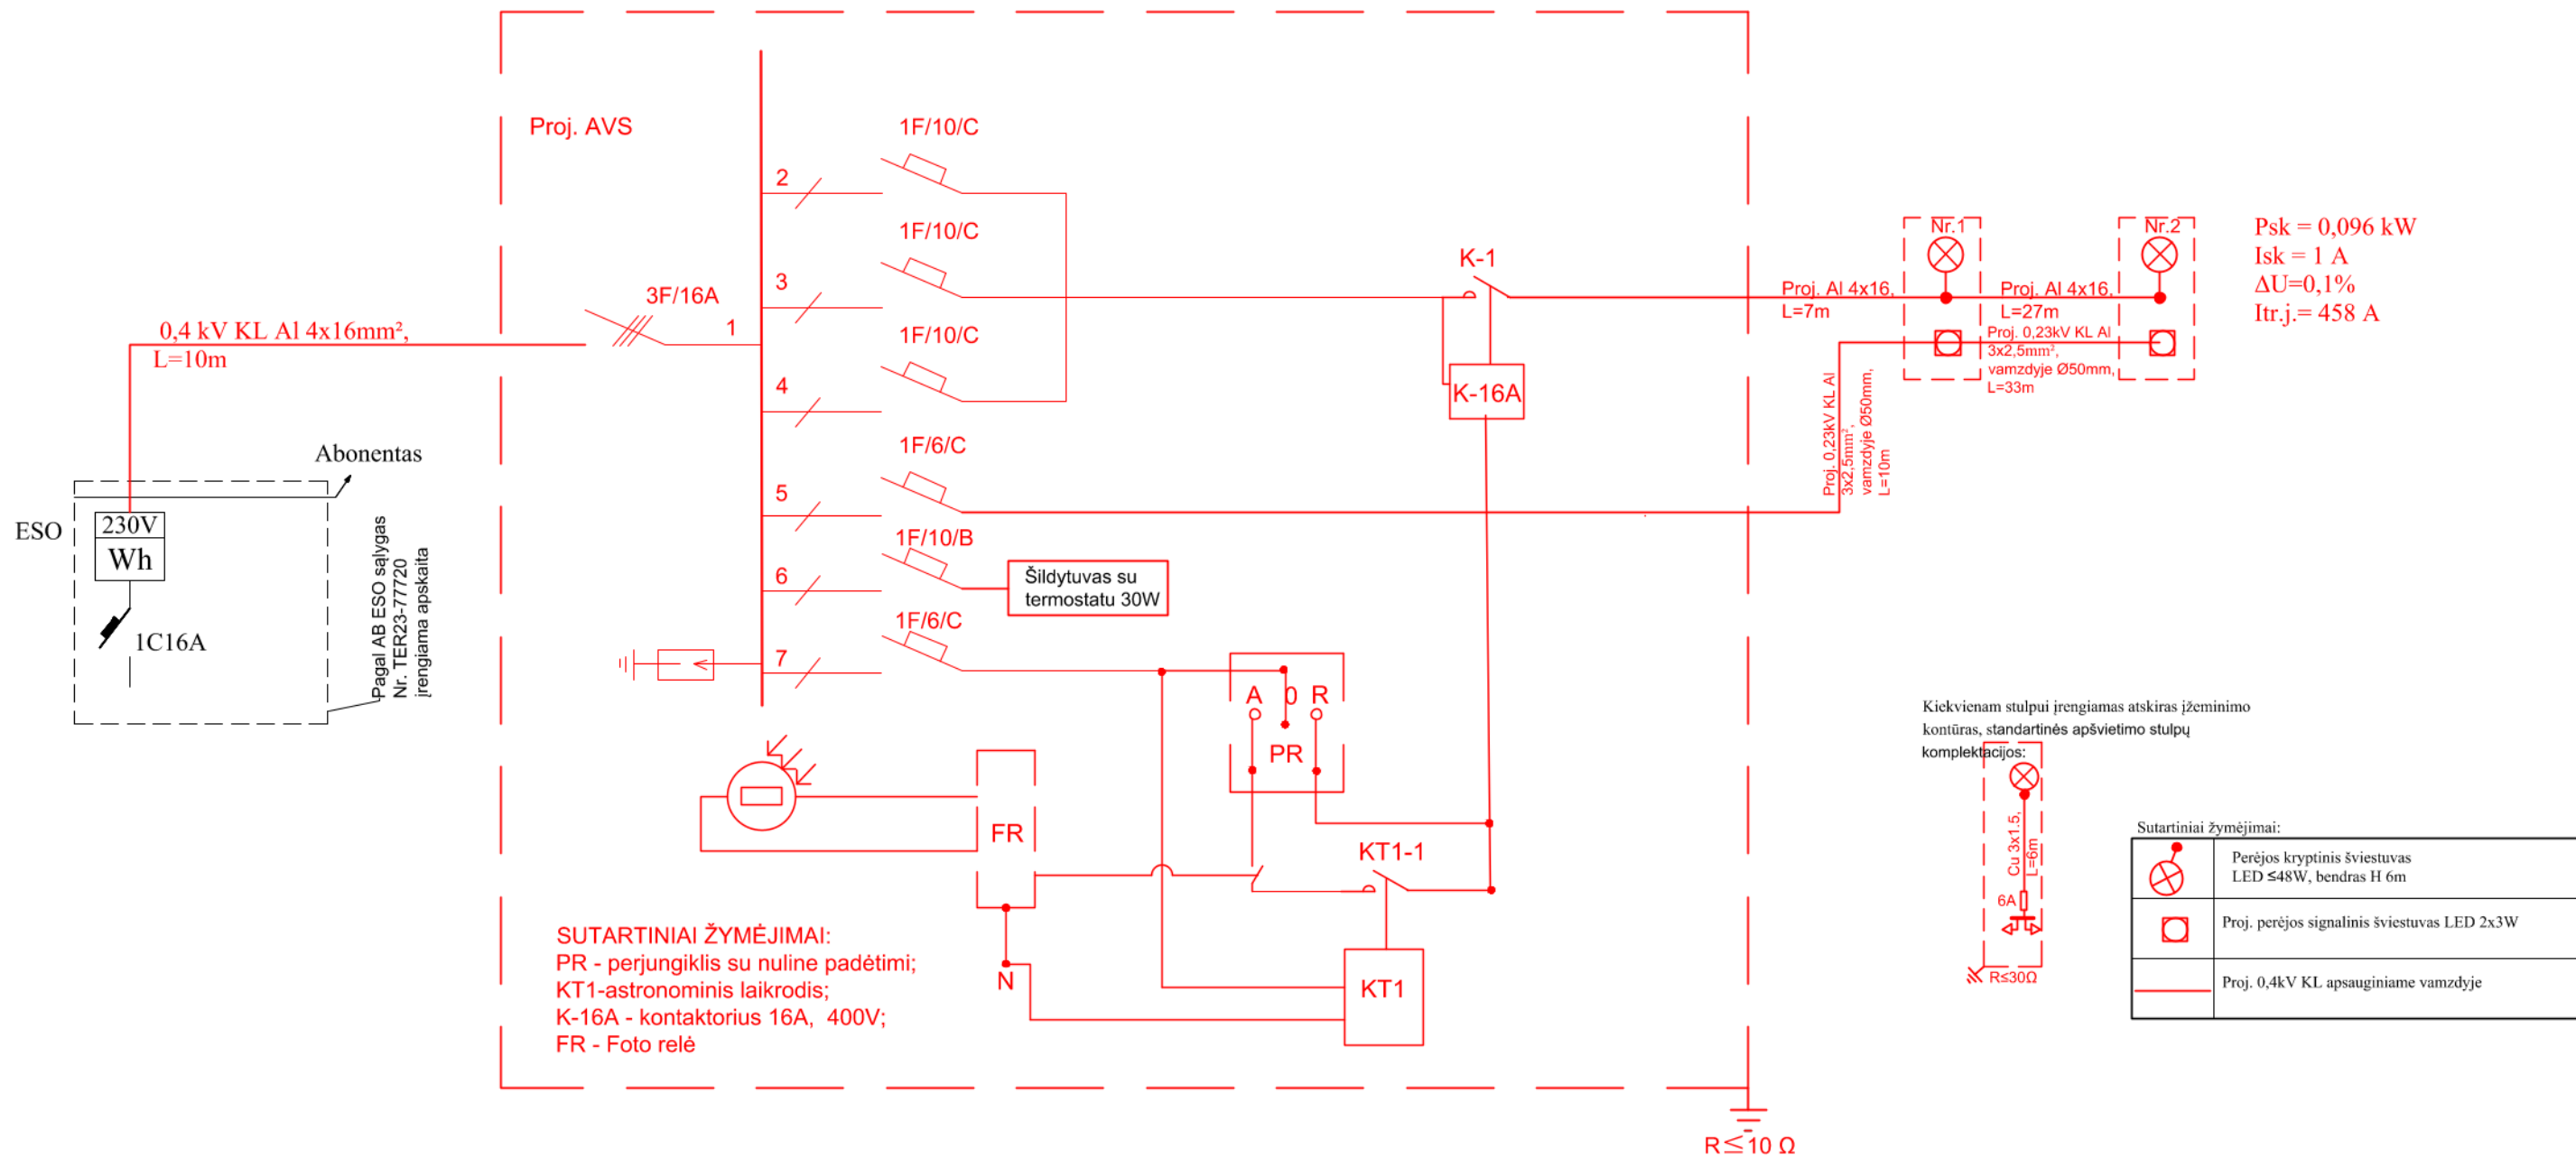 Proj. AVS
1F/10/C
2
1F/10/C
3
3F/16A
1
1F/10/C
4
1F/6/C
5
1F/10/B
6
Šildytuvas su
termostatu 30W
1F/6/C
7
0,4 kV KL Al 4x16mm²,
L=10m
Abonentas
ESO
230V
Wh
1C16A
Pagal AB ESO sąlygas
Nr. TER23-77720
įrengiama apskaita
K-1
K-16A
A 0 R
PR
FR
KT1-1
KT1
N
SUTARTINIAI ŽYMĖJIMAI:
PR - perjungiklis su nuline padėtimi;
KT1-astronominis laikrodis;
K-16A - kontaktorius 16A, 400V;
FR - Foto relė
R≤10 Ω
Proj. Al 4x16,
L=7m
Nr.1
Proj. Al 4x16,
L=27m
Nr.2
Proj. 0,23kV KL Al
3x2,5mm²,
vamzdyje Ø50mm,
L=33m
Proj. 0,23kV KL Al
3x2,5mm²,
vamzdyje Ø50mm,
L=10m
Psk = 0,096 kW
Isk = 1 A
ΔU=0,1%
Itr.j.= 458 A
Kiekvienam stulpui įrengiamas atskiras įžeminimo
kontūras, standartinės apšvietimo stulpų
komplektacijos:
Cu 3x1.5,
L=6m
6A
R≤30Ω
Sutartiniai žymėjimai:
Perėjos kryptinis šviestuvas
LED ≤48W, bendras H 6m
Proj. perėjos signalinis šviestuvas LED 2x3W
Proj. 0,4kV KL apsauginiame vamzdyje